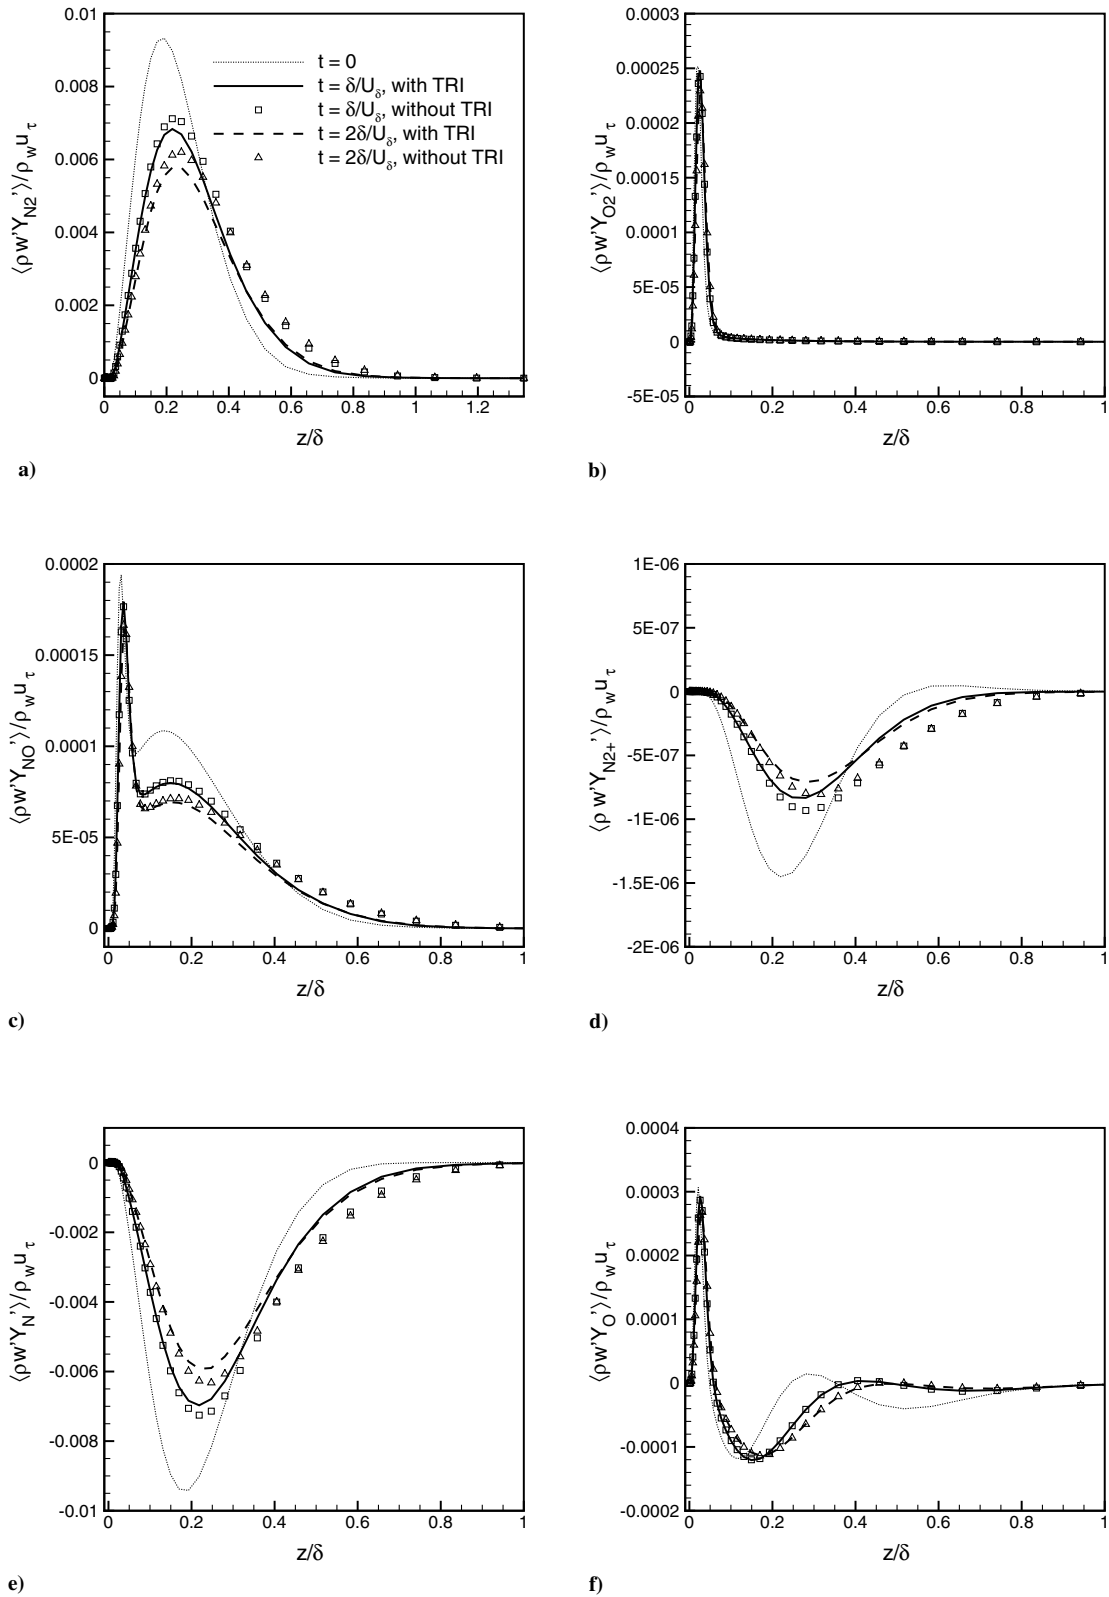 0.01
0.008
0.006
0.004
0.002
0
⟨ρw'Y_N2'⟩/ρ_w u_τ
t = 0
t = δ/U_δ, with TRI
t = δ/U_δ, without TRI
t = 2δ/U_δ, with TRI
t = 2δ/U_δ, without TRI
0 0.2 0.4 0.6 0.8 1 1.2
z/δ
a)
0.0003
0.00025
0.0002
0.00015
0.0001
5E-05
0
-5E-05
⟨ρw'Y_O2'⟩/ρ_w u_τ
0 0.2 0.4 0.6 0.8 1
z/δ
b)
0.0002
0.00015
0.0001
5E-05
0
⟨ρw'Y_NO'⟩/ρ_w u_τ
0 0.2 0.4 0.6 0.8 1
z/δ
c)
1E-06
5E-07
0
-5E-07
-1E-06
-1.5E-06
-2E-06
⟨ρ w'Y_N2+'⟩/ρ_w u_τ
0 0.2 0.4 0.6 0.8 1
z/δ
d)
0
-0.002
-0.004
-0.006
-0.008
-0.01
⟨ρw'Y_N'⟩/ρ_w u_τ
0 0.2 0.4 0.6 0.8 1
z/δ
e)
0.0004
0.0003
0.0002
0.0001
0
-0.0001
-0.0002
⟨ρw'Y_O'⟩/ρ_w u_τ
0 0.2 0.4 0.6 0.8 1
z/δ
f)